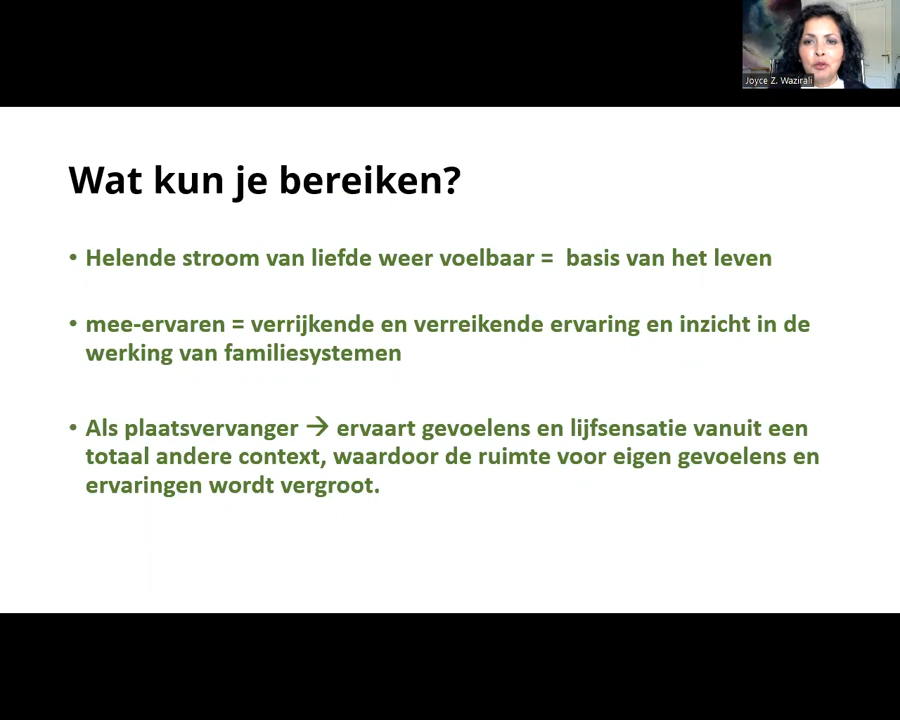 Joyce Z. Wazirali
Wat kun je bereiken?
• Helende stroom van liefde weer voelbaar =  basis van het leven
• mee-ervaren = verrijkende en verreikende ervaring en inzicht in de
werking van familiesystemen
• Als plaatsvervanger → ervaart gevoelens en lijfsensatie vanuit een
totaal andere context, waardoor de ruimte voor eigen gevoelens en
ervaringen wordt vergroot.